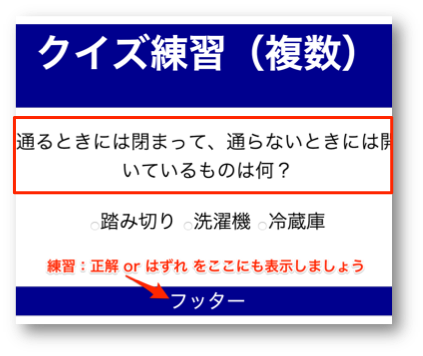 クイズ練習（複数）
通るときには閉まって、通らないときには開
いているものは何？
踏み切り 洗濯機 冷蔵庫
練習：正解 or はずれ をここにも表示しましょう
フッター